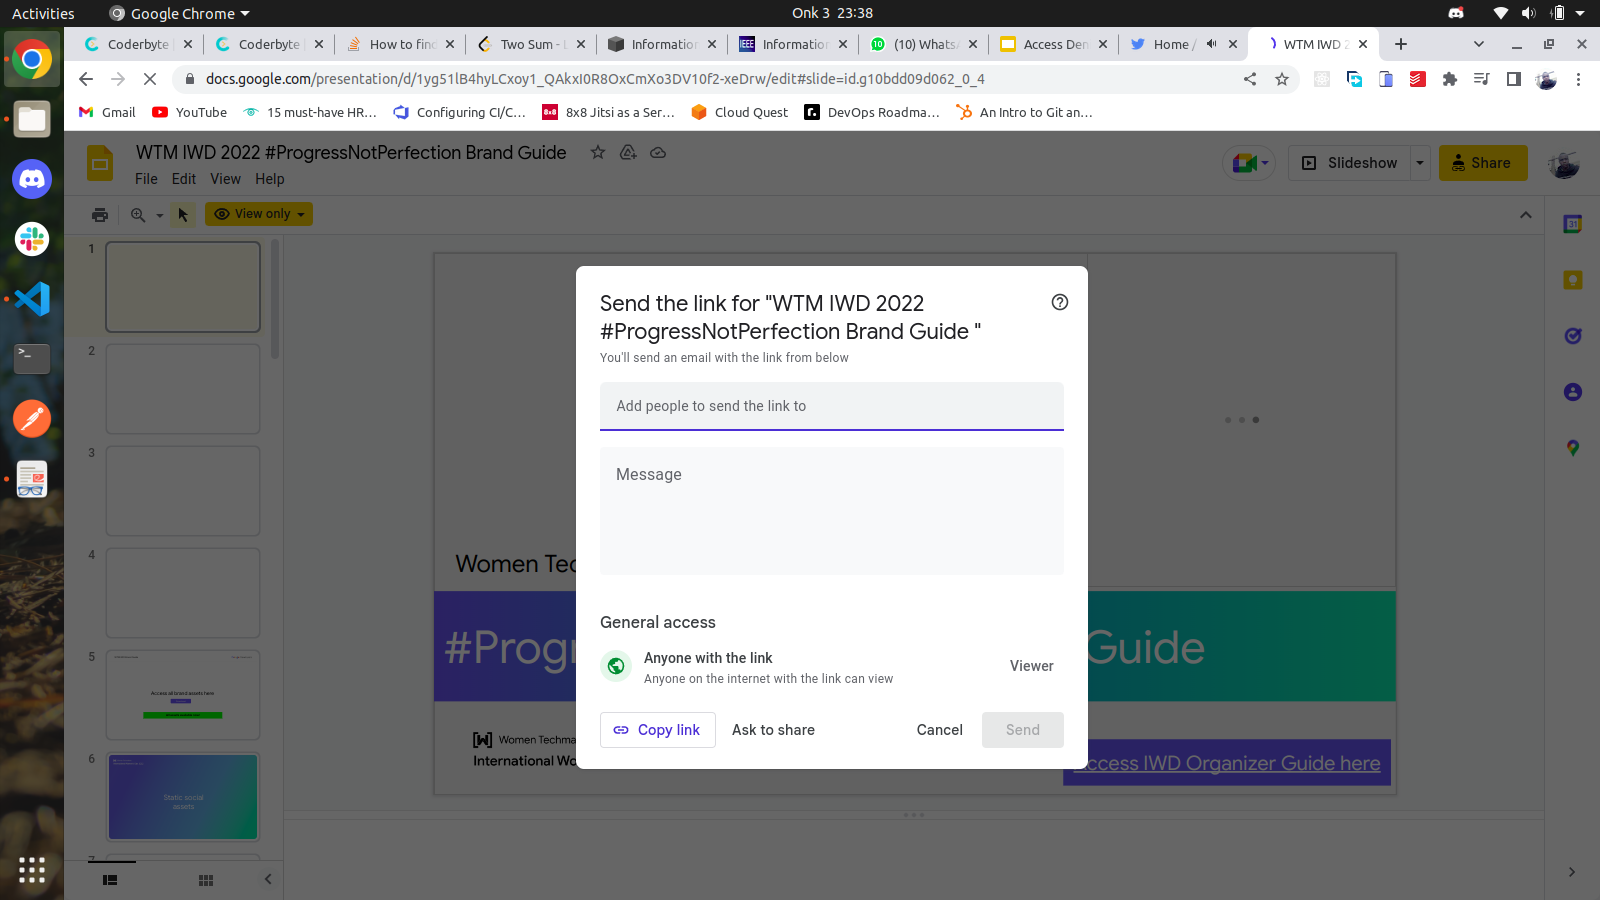 Activities
Google Chrome
Onk 3 23:38
Coderbyte
Coderbyte
How to find
Two Sum - L
Information
IEEE
Information
(10) WhatsA
Access Den
Home /
WTM IWD 2
docs.google.com/presentation/d/1yg51lB4hyLCxoy1_QAkxI0R8OxCmXo3DV10f2-xeDrw/edit#slide=id.g10bdd09d062_0_4
Gmail
YouTube
15 must-have HR...
Configuring CI/C...
8x8
8x8 Jitsi as a Ser...
Cloud Quest
DevOps Roadma...
An Intro to Git an...
WTM IWD 2022 #ProgressNotPerfection Brand Guide
File Edit View Help
Slideshow
Share
View only
1
2
3
4
5
Access all brand assets here
6
Static social
assets
Women Tec
#Progr
Guide
Women Techma
International Wo
Access IWD Organizer Guide here
Send the link for "WTM IWD 2022
#ProgressNotPerfection Brand Guide "
You'll send an email with the link from below
Add people to send the link to
Message
General access
Anyone with the link
Anyone on the internet with the link can view
Viewer
Copy link
Ask to share
Cancel
Send
31